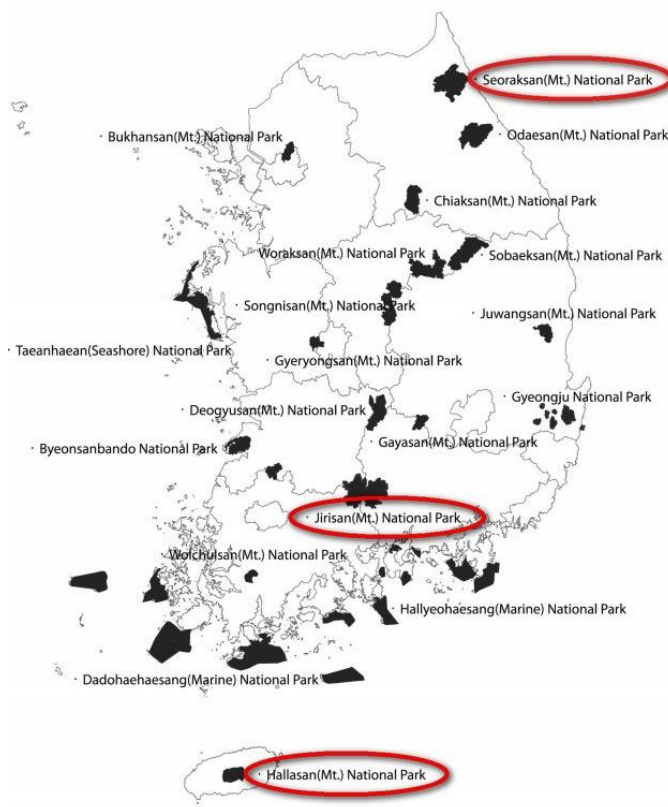 · Seoraksan(Mt.) National Park
· Bukhansan(Mt.) National Park
Odaesan(Mt.) National Park
· Chiaksan(Mt.) National Park
Woraksan(Mt.) National Park
· Sobaeksan(Mt.) National Park
· Songnisan(Mt.) National Park
· Juwangsan(Mt.) National Park
· Taeanhaean(Seashore) National Park
· Gyeryongsan(Mt.) National Park
· Deogyusan(Mt.) National Park
Gyeongju National Park
· Byeonsanbando National Park
Gayasan(Mt.) National Park
· Jirisan(Mt.) National Park
Wolchulsan(Mt.) National Park
· Hallyeohaesang(Marine) National Park
· Dadohaehaesang(Marine) National Park
· Hallasan(Mt.) National Park